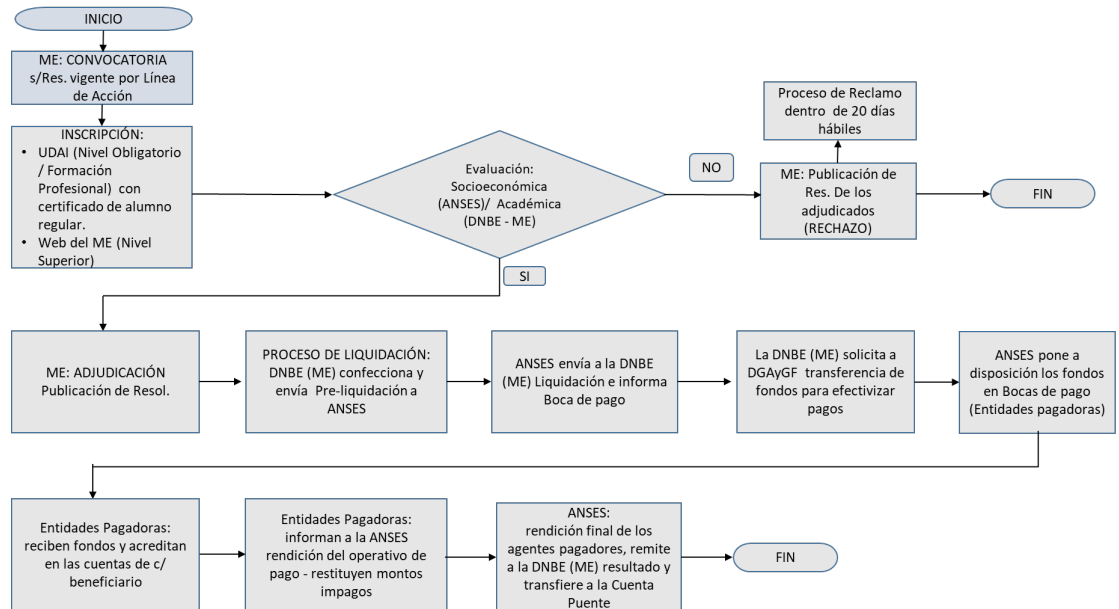 INICIO
ME: CONVOCATORIA
s/Res. vigente por Línea
de Acción
INSCRIPCIÓN:
• UDAI (Nivel Obligatorio
/ Formación
Profesional) con
certificado de alumno
regular.
• Web del ME (Nivel
Superior)
Evaluación:
Socioeconómica
(ANSES)/ Académica
(DNBE - ME)
NO
Proceso de Reclamo
dentro de 20 días
hábiles
ME: Publicación de
Res. De los
adjudicados
(RECHAZO)
FIN
SI
ME: ADJUDICACIÓN
Publicación de Resol.
PROCESO DE LIQUIDACIÓN:
DNBE (ME) confecciona y
envía Pre-liquidación a
ANSES
ANSES envía a la DNBE
(ME) Liquidación e informa
Boca de pago
La DNBE (ME) solicita a
DGAyGF transferencia de
fondos para efectivizar
pagos
ANSES pone a
disposición los fondos
en Bocas de pago
(Entidades pagadoras)
Entidades Pagadoras:
reciben fondos y acreditan
en las cuentas de c/
beneficiario
Entidades Pagadoras:
informan a la ANSES
rendición del operativo de
pago - restituyen montos
impagos
ANSES:
rendición final de los
agentes pagadores, remite
a la DNBE (ME) resultado y
transfiere a la Cuenta
Puente
FIN